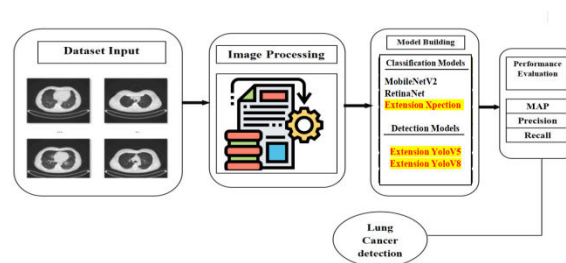 Dataset Input
...
...
Image Processing
Model Building
Classification Models
MobileNetV2
RetinaNet
Extension Xpection
Detection Models
Extension YoloV5
Extension YoloV8
Performance
Evaluation
MAP
Precision
Recall
Lung
Cancer
detection